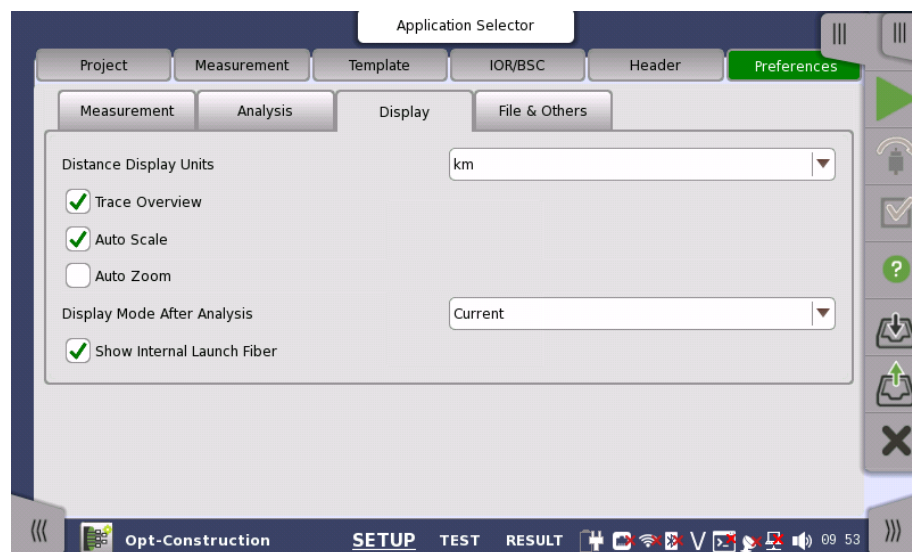 Application Selector
Project Measurement Template IOR/BSC Header Preferences
Measurement Analysis Display File & Others
Distance Display Units km
Trace Overview
Auto Scale
Auto Zoom
Display Mode After Analysis Current
Show Internal Launch Fiber
Opt-Construction SETUP TEST RESULT 09 53